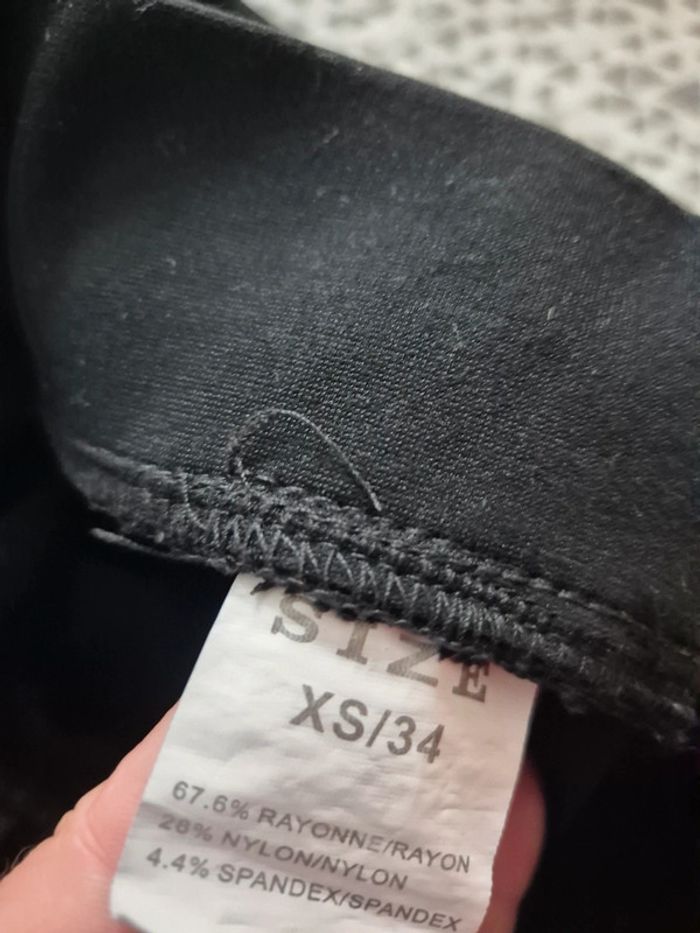 SIZE
XS/34
67.6% RAYONNE/RAYON
28% NYLON/NYLON
4.4% SPANDEX/SPANDEX